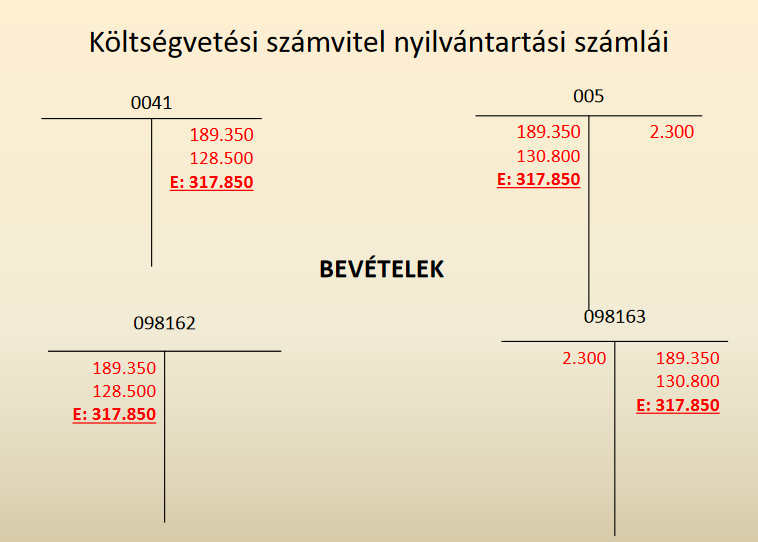 Költségvetési számvitel nyilvántartási számlái
0041
189.350
128.500
E: 317.850
005
189.350 2.300
130.800
E: 317.850
BEVÉTELEK
098162
189.350
128.500
E: 317.850
098163
2.300 189.350
130.800
E: 317.850